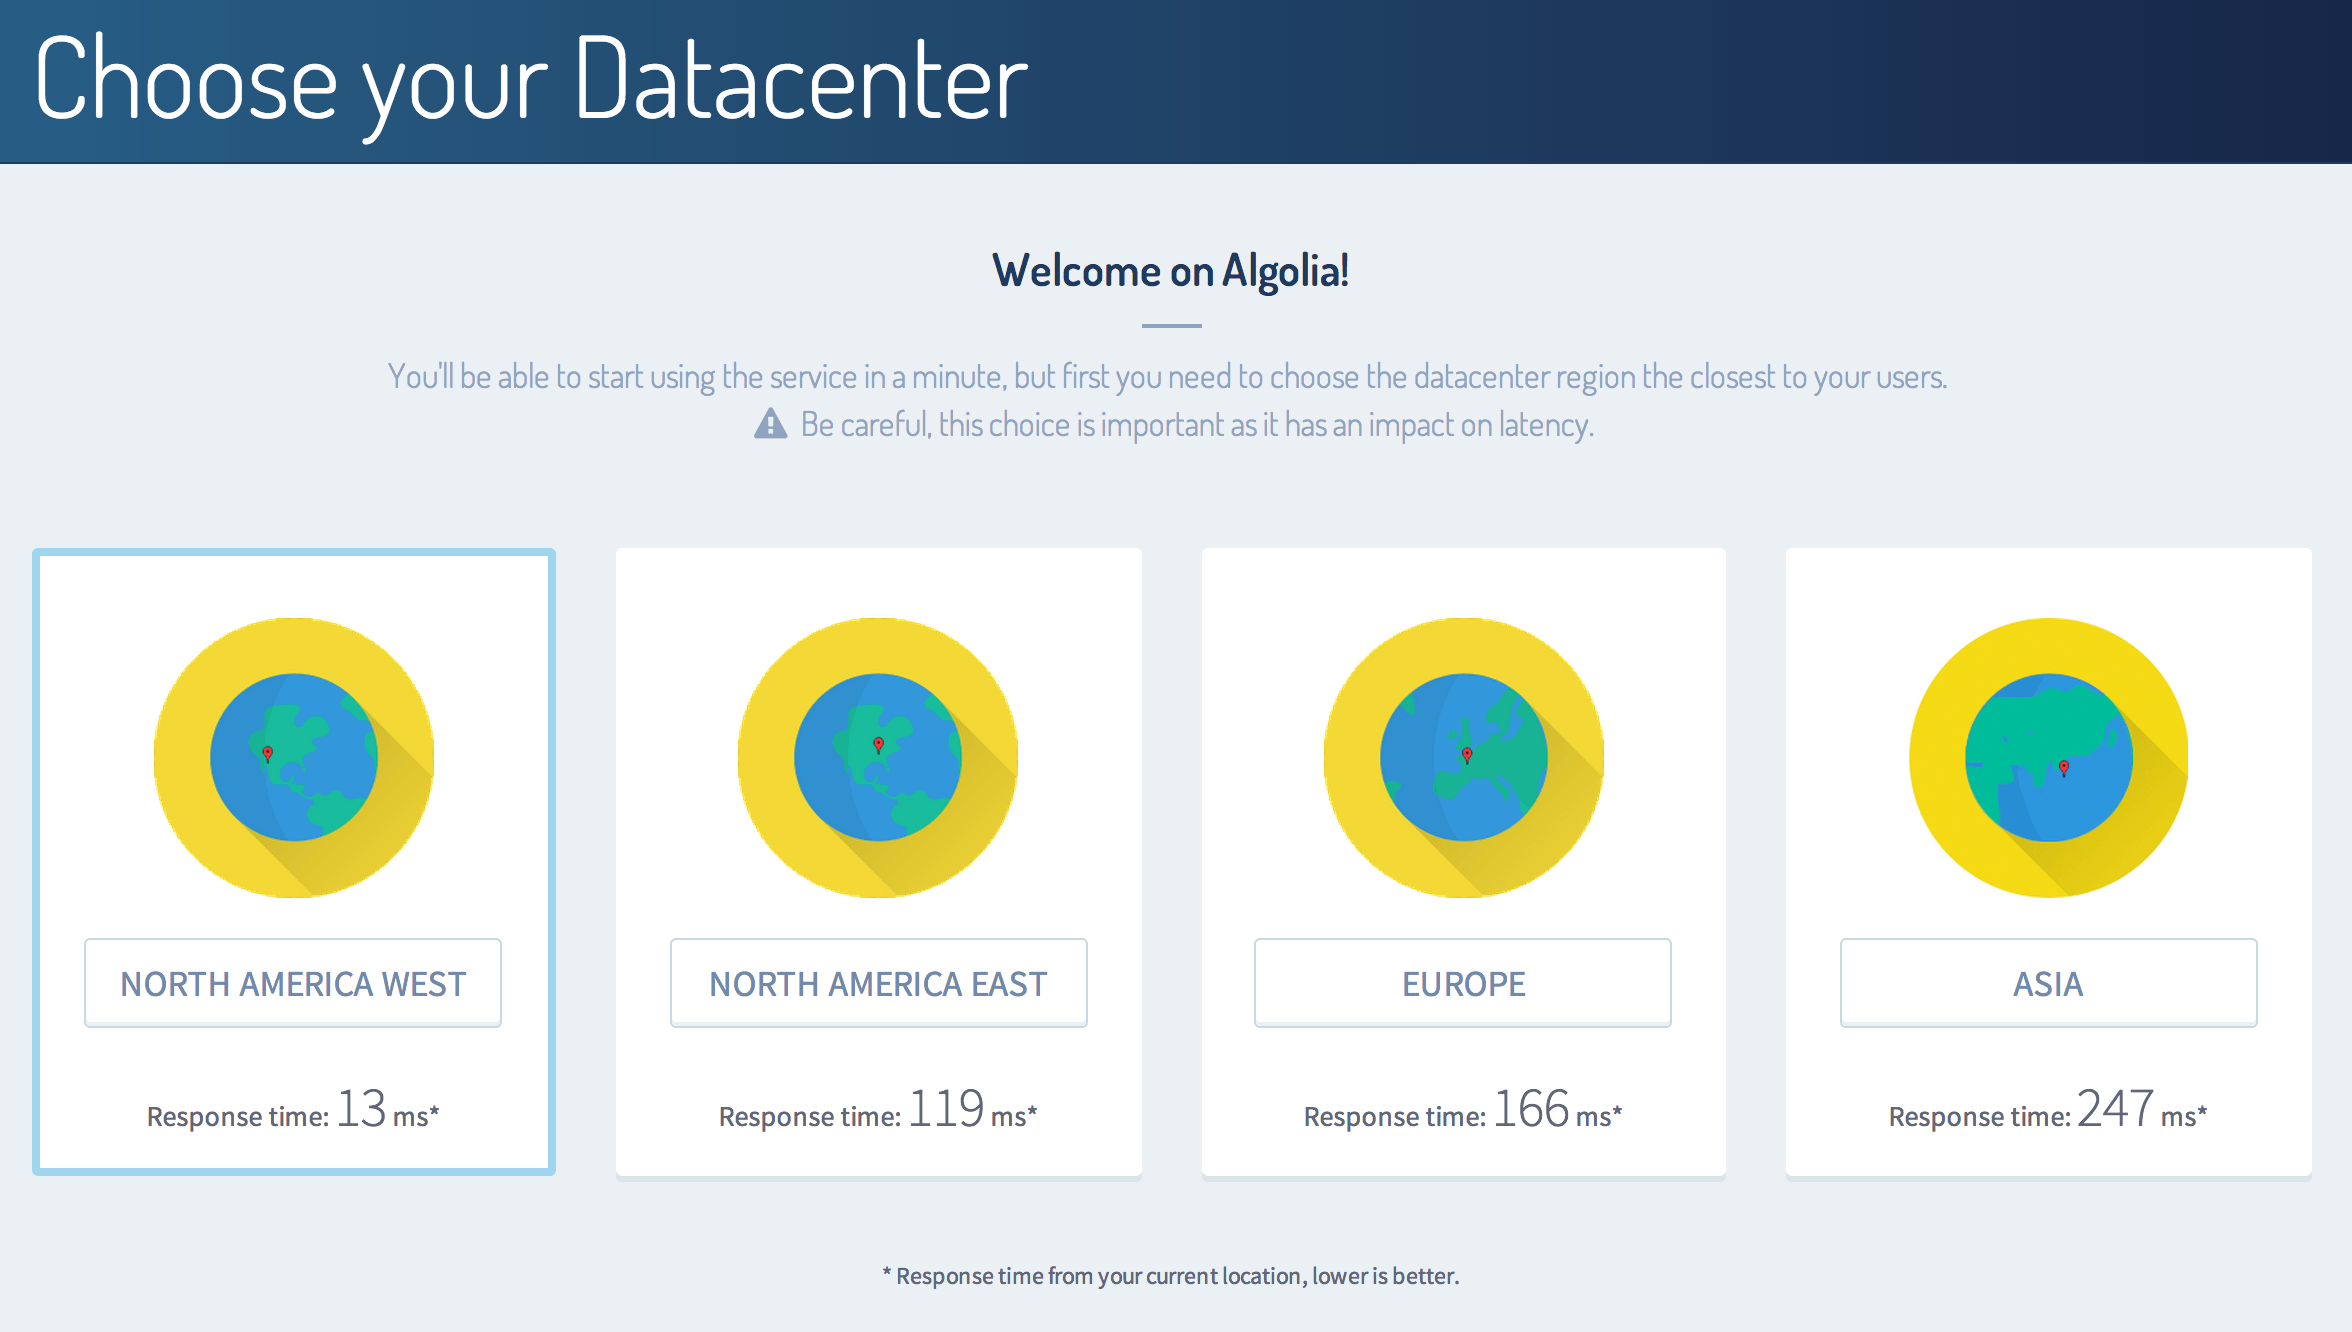 Choose your Datacenter
Welcome on Algolia!
You'll be able to start using the service in a minute, but first you need to choose the datacenter region the closest to your users.
Be careful, this choice is important as it has an impact on latency.
NORTH AMERICA WEST
Response time: 13 ms*
NORTH AMERICA EAST
Response time: 119 ms*
EUROPE
Response time: 166 ms*
ASIA
Response time: 247 ms*
* Response time from your current location, lower is better.